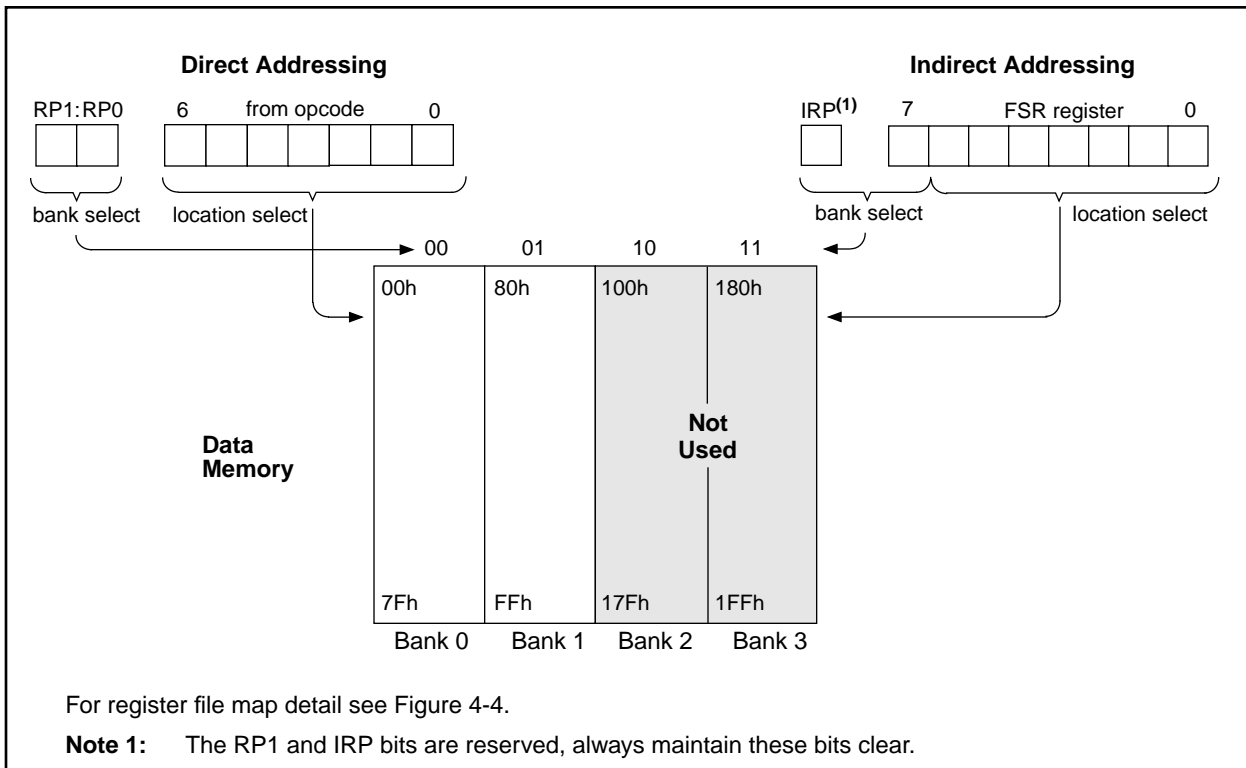 Direct Addressing
Indirect Addressing
RP1:RP0 6 from opcode 0
IRP(1) 7 FSR register 0
bank select location select
bank select location select
00 01 10 11
00h 80h 100h 180h
Not
Used
Data
Memory
7Fh FFh 17Fh 1FFh
Bank 0 Bank 1 Bank 2 Bank 3
For register file map detail see Figure 4-4.
Note 1: The RP1 and IRP bits are reserved, always maintain these bits clear.